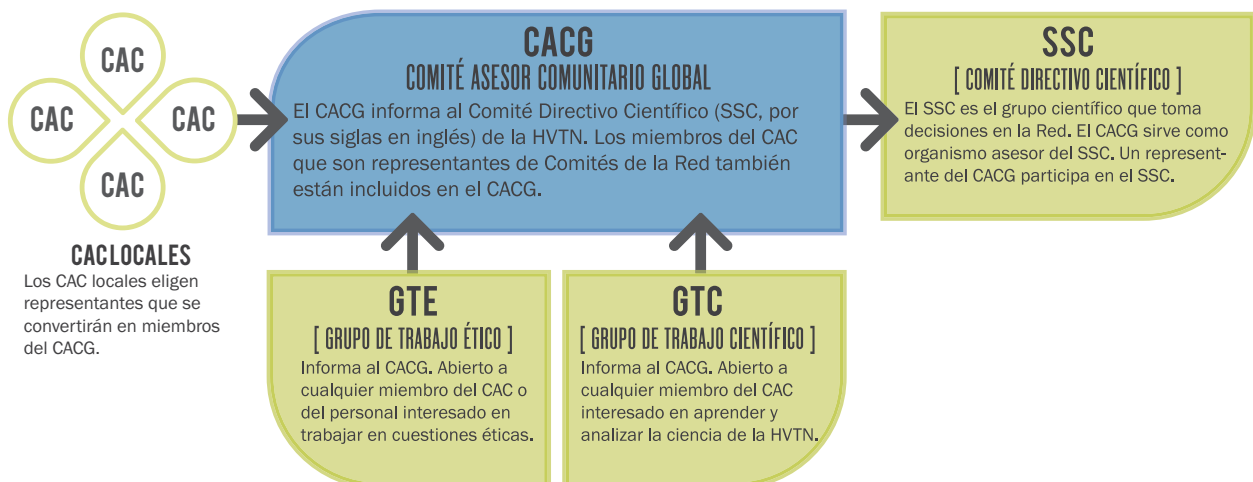 CAC
CAC
CAC
CAC
CAC LOCALES
Los CAC locales eligen
representantes que se
convertirán en miembros
del CACG.
CACG
COMITÉ ASESOR COMUNITARIO GLOBAL
El CACG informa al Comité Directivo Científico (SSC, por
sus siglas en inglés) de la HVTN. Los miembros del CAC
que son representantes de Comités de la Red también
están incluidos en el CACG.
SSC
[ COMITÉ DIRECTIVO CIENTÍFICO ]
El SSC es el grupo científico que toma
decisiones en la Red. El CACG sirve como
organismo asesor del SSC. Un represent-
ante del CACG participa en el SSC.
GTE
[ GRUPO DE TRABAJO ÉTICO ]
Informa al CACG. Abierto a
cualquier miembro del CAC o
del personal interesado en
trabajar en cuestiones éticas.
GTC
[ GRUPO DE TRABAJO CIENTÍFICO ]
Informa al CACG. Abierto a
cualquier miembro del CAC
interesado en aprender y
analizar la ciencia de la HVTN.